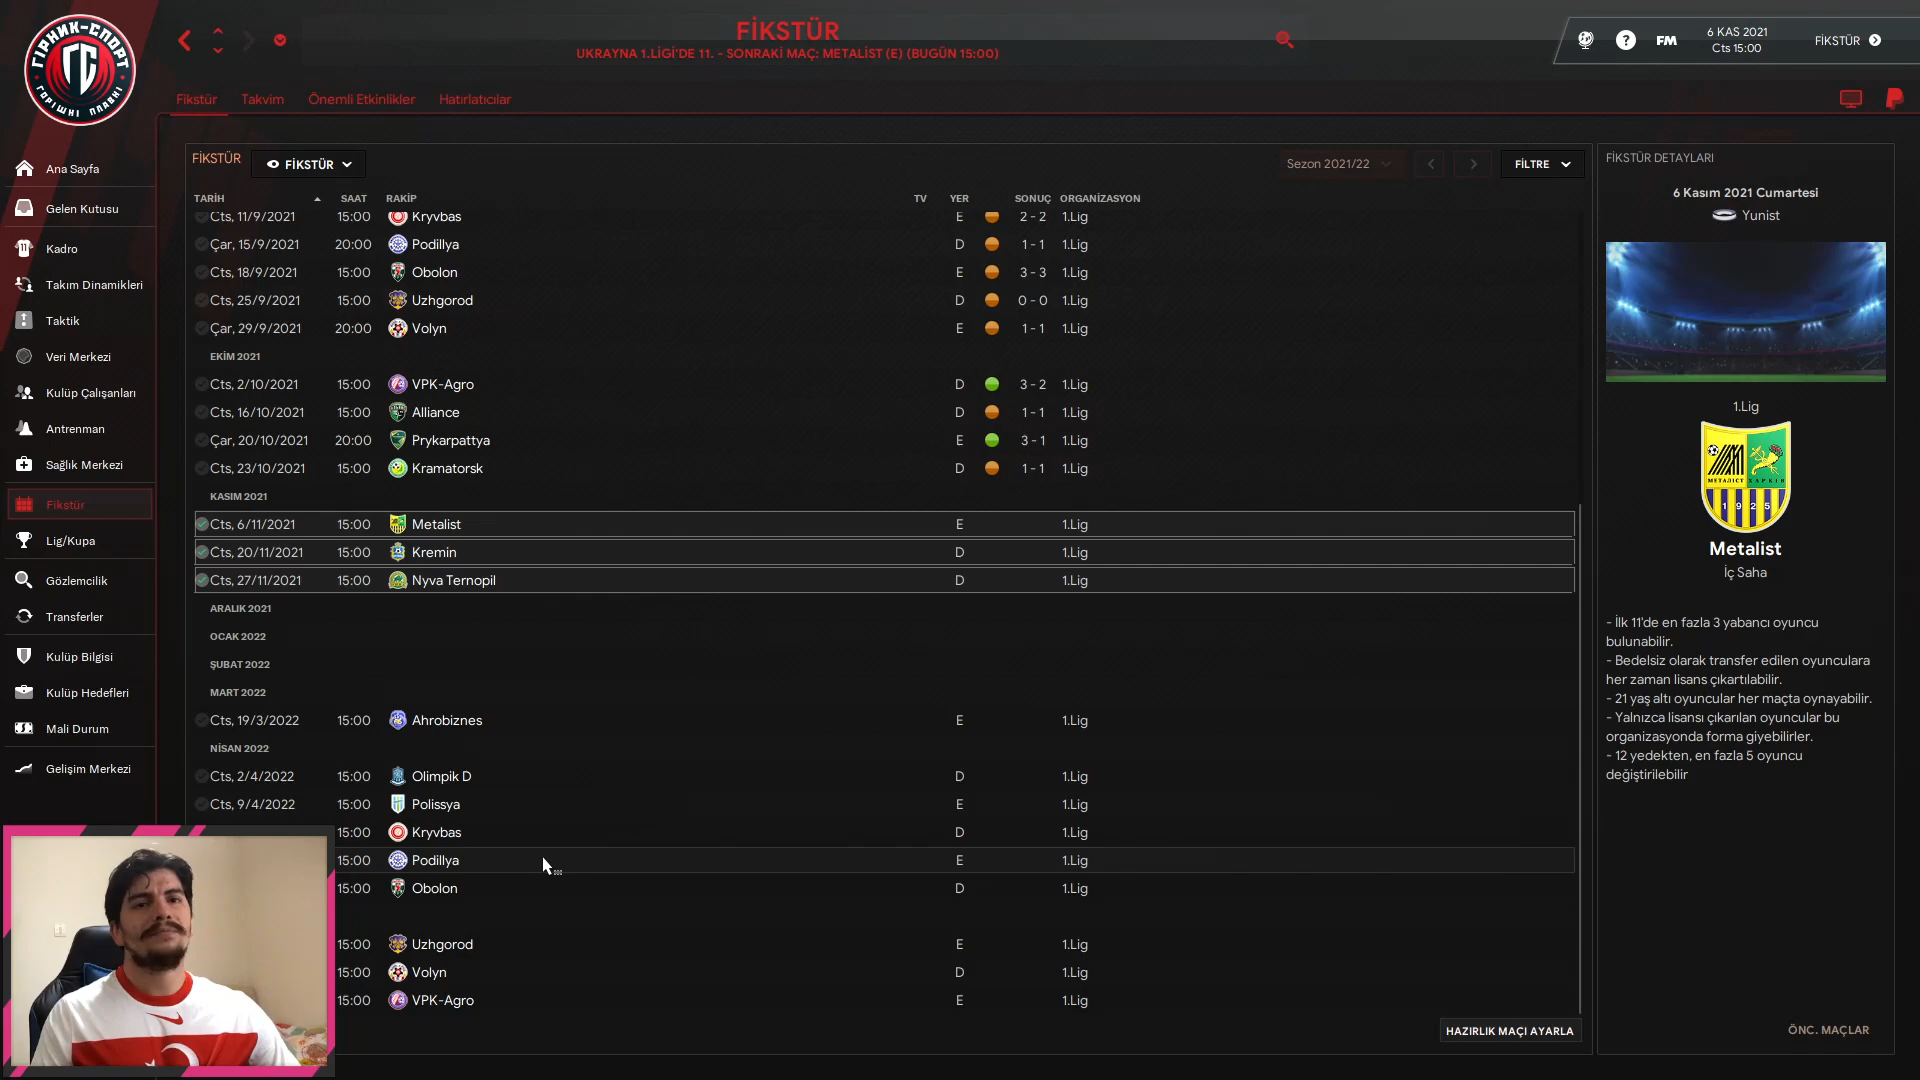 ГІРНИК-СПОРТ
ГОРІШНІ ПЛАВНІ
FİKSTÜR
UKRAYNA 1.LİGİ'DE 11. - SONRAKİ MAÇ: METALİST (E) (BUGÜN 15:00)
FM
6 KAS 2021
Cts 15:00
FİKSTÜR
Fikstür Takvim Önemli Etkinlikler Hatırlatıcılar
Ana Sayfa
Gelen Kutusu
Kadro
Takım Dinamikleri
Taktik
Veri Merkezi
Kulüp Çalışanları
Antrenman
Sağlık Merkezi
Fikstür
Lig/Kupa
Gözlemcilik
Transferler
Kulüp Bilgisi
Kulüp Hedefleri
Mali Durum
Gelişim Merkezi
FİKSTÜR FİKSTÜR Sezon 2021/22 FİLTRE
TARİH SAAT RAKİP TV YER SONUÇ ORGANİZASYON
Cts, 11/9/2021 15:00 Kryvbas E 2 - 2 1.Lig
Çar, 15/9/2021 20:00 Podillya D 1 - 1 1.Lig
Cts, 18/9/2021 15:00 Obolon E 3 - 3 1.Lig
Cts, 25/9/2021 15:00 Uzhgorod D 0 - 0 1.Lig
Çar, 29/9/2021 20:00 Volyn E 1 - 1 1.Lig
EKİM 2021
Cts, 2/10/2021 15:00 VPK-Agro D 3 - 2 1.Lig
Cts, 16/10/2021 15:00 Alliance D 1 - 1 1.Lig
Çar, 20/10/2021 20:00 Prykarpattya E 3 - 1 1.Lig
Cts, 23/10/2021 15:00 Kramatorsk D 1 - 1 1.Lig
KASIM 2021
Cts, 6/11/2021 15:00 Metalist E 1.Lig
Cts, 20/11/2021 15:00 Kremin D 1.Lig
Cts, 27/11/2021 15:00 Nyva Ternopil D 1.Lig
ARALIK 2021
OCAK 2022
ŞUBAT 2022
MART 2022
Cts, 19/3/2022 15:00 Ahrobiznes E 1.Lig
NİSAN 2022
Cts, 2/4/2022 15:00 Olimpik D D 1.Lig
Cts, 9/4/2022 15:00 Polissya E 1.Lig
15:00 Kryvbas D 1.Lig
15:00 Podillya E 1.Lig
15:00 Obolon D 1.Lig
15:00 Uzhgorod E 1.Lig
15:00 Volyn D 1.Lig
15:00 VPK-Agro E 1.Lig
HAZIRLIK MAÇI AYARLA
FİKSTÜR DETAYLARI
6 Kasım 2021 Cumartesi
Yunist
1.Lig
МЕТАЛІСТ ХАРКІВ
1925
Metalist
İç Saha
- İlk 11'de en fazla 3 yabancı oyuncu
bulunabilir.
- Bedelsiz olarak transfer edilen oyunculara
her zaman lisans çıkartılabilir.
- 21 yaş altı oyuncular her maçta oynayabilir.
- Yalnızca lisansı çıkarılan oyuncular bu
organizasyonda forma giyebilirler.
- 12 yedekten, en fazla 5 oyuncu
değiştirilebilir
ÖNC. MAÇLAR